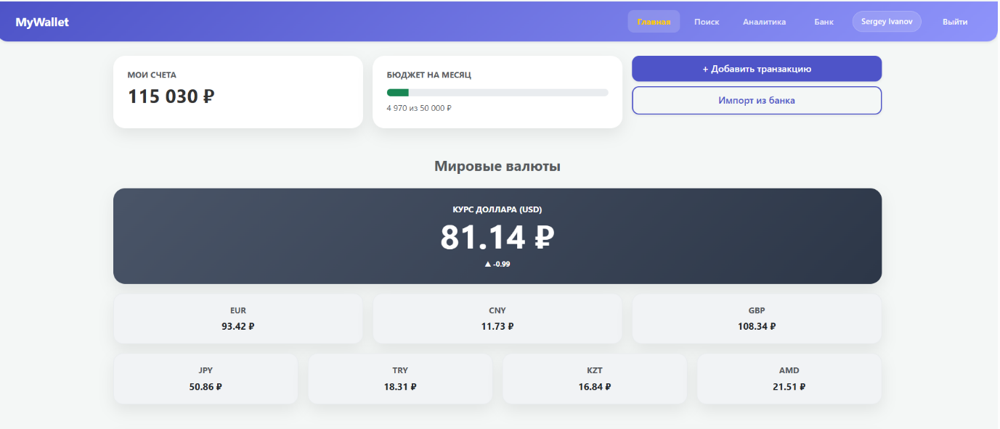 MyWallet
Главная Поиск Аналитика Банк Sergey Ivanov Выйти
МОИ СЧЕТА
115 030 ₽
БЮДЖЕТ НА МЕСЯЦ
4 970 из 50 000 ₽
+ Добавить транзакцию
Импорт из банка
Мировые валюты
КУРС ДОЛЛАРА (USD)
81.14 ₽
▲ -0.99
EUR
93.42 ₽
CNY
11.73 ₽
GBP
108.34 ₽
JPY
50.86 ₽
TRY
18.31 ₽
KZT
16.84 ₽
AMD
21.51 ₽